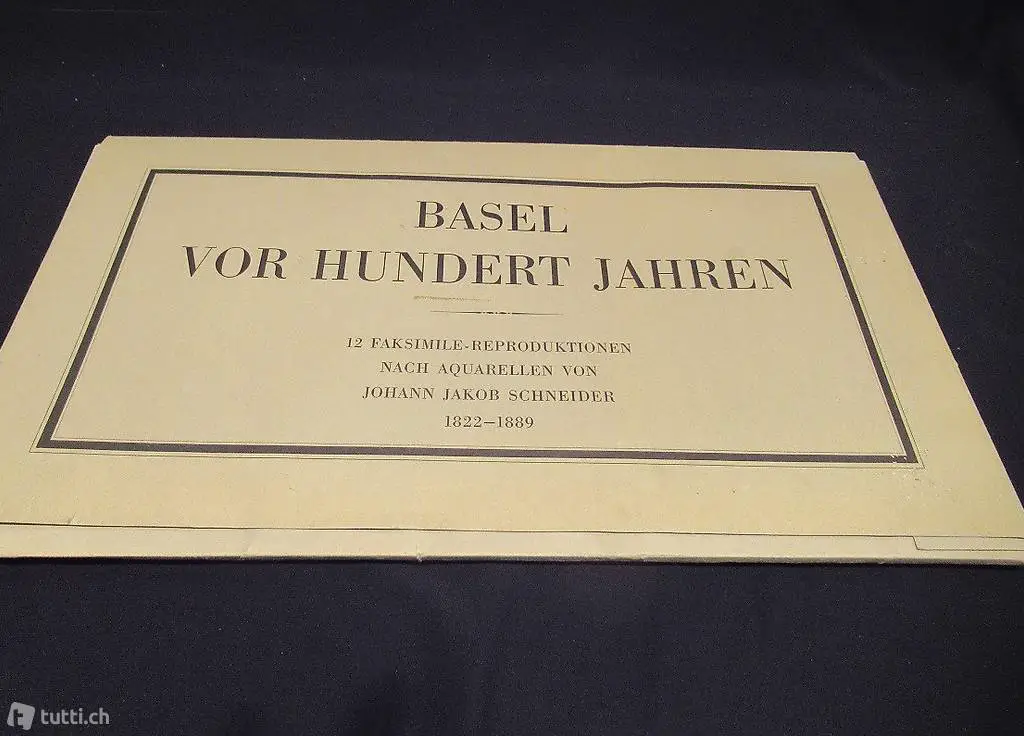 BASEL
VOR HUNDERT JAHREN
12 FAKSIMILE-REPRODUKTIONEN
NACH AQUARELLEN VON
JOHANN JAKOB SCHNEIDER
1822–1889
tutti.ch